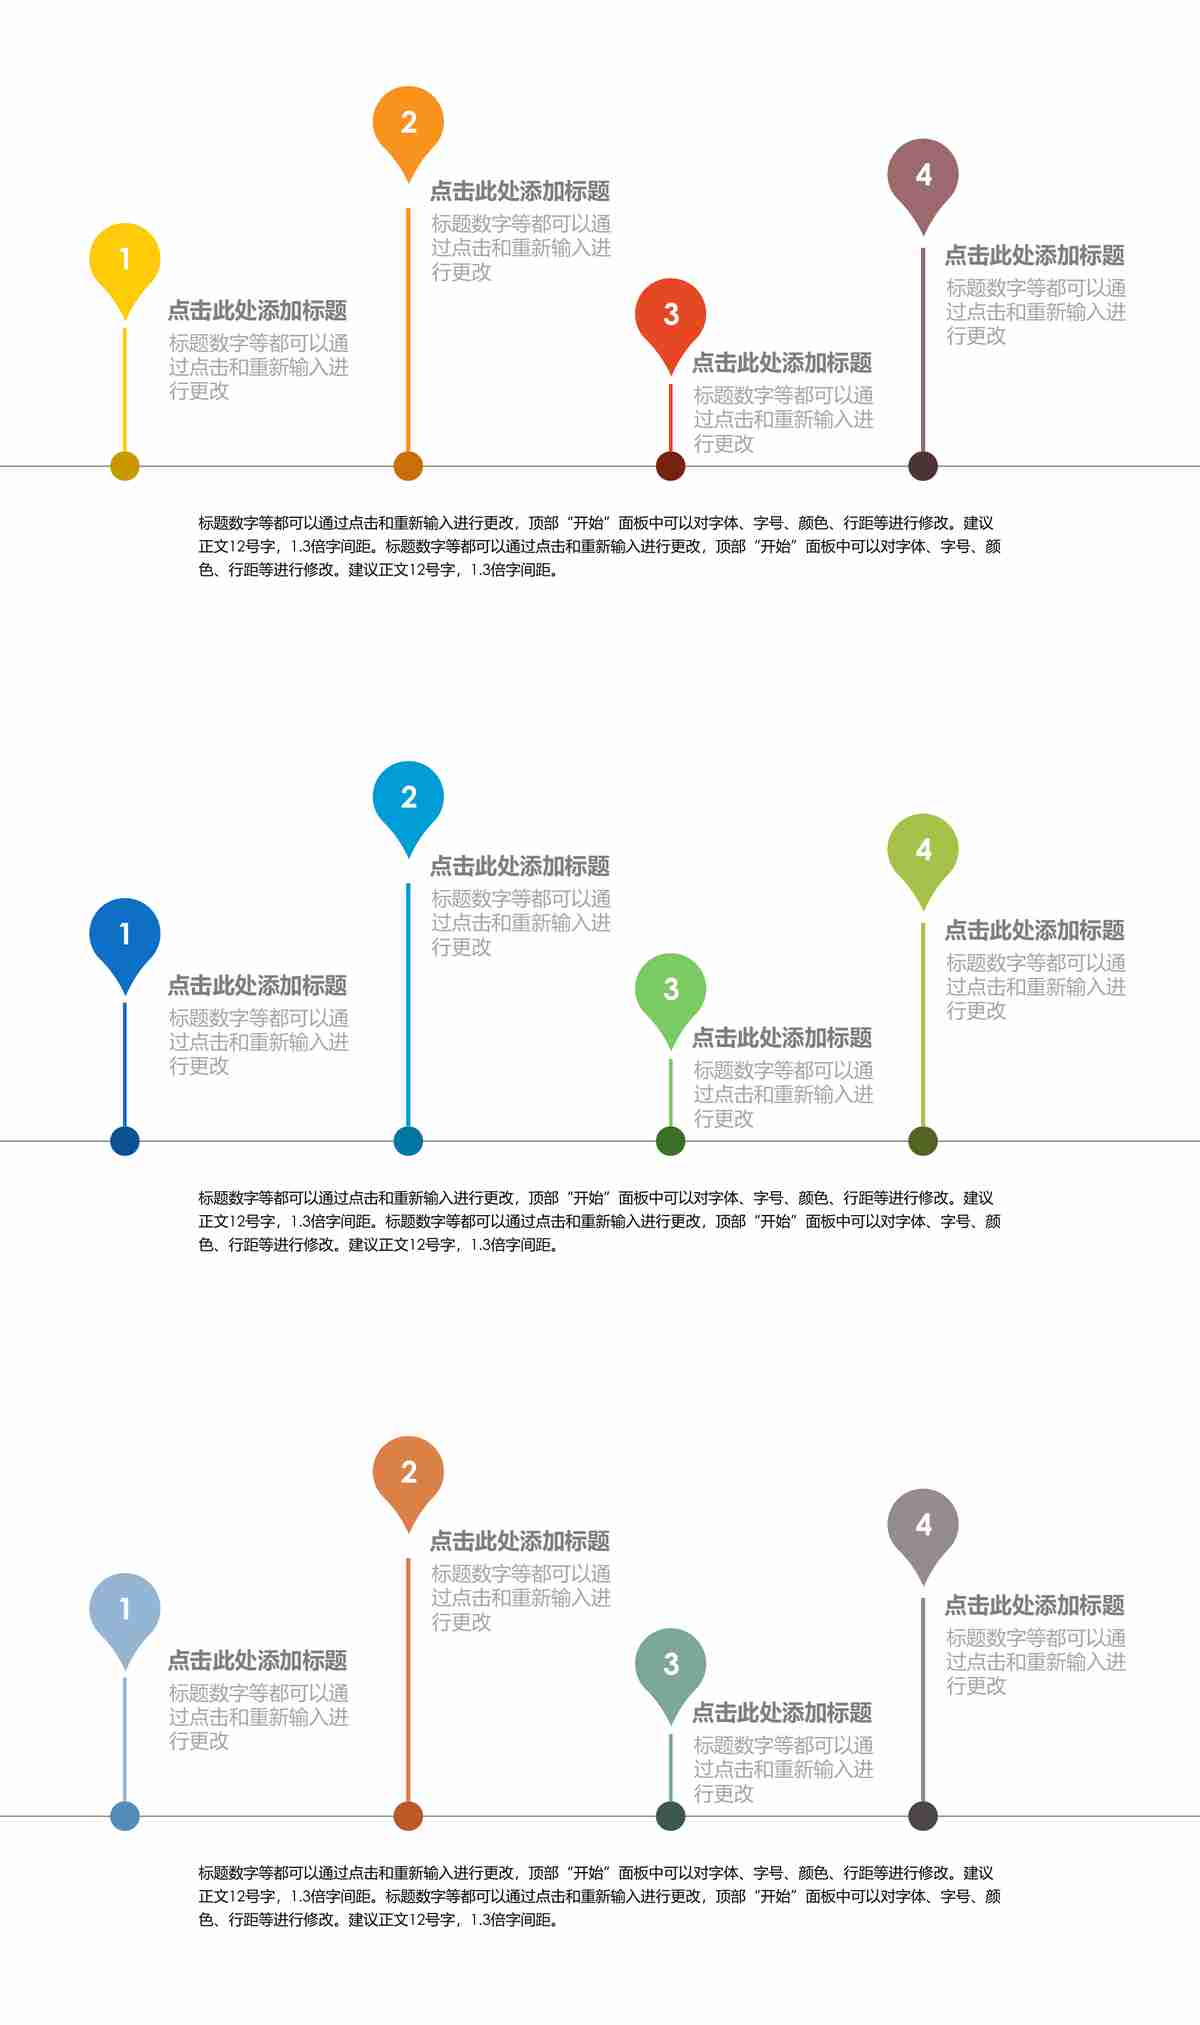 1
点击此处添加标题
标题数字等都可以通
过点击和重新输入进
行更改
2
点击此处添加标题
标题数字等都可以通
过点击和重新输入进
行更改
3
点击此处添加标题
标题数字等都可以通
过点击和重新输入进
行更改
4
点击此处添加标题
标题数字等都可以通
过点击和重新输入进
行更改
标题数字等都可以通过点击和重新输入进行更改，顶部“开始”面板中可以对字体、字号、颜色、行距等进行修改。建议
正文12号字，1.3倍字间距。标题数字等都可以通过点击和重新输入进行更改，顶部“开始”面板中可以对字体、字号、颜
色、行距等进行修改。建议正文12号字，1.3倍字间距。
1
点击此处添加标题
标题数字等都可以通
过点击和重新输入进
行更改
2
点击此处添加标题
标题数字等都可以通
过点击和重新输入进
行更改
3
点击此处添加标题
标题数字等都可以通
过点击和重新输入进
行更改
4
点击此处添加标题
标题数字等都可以通
过点击和重新输入进
行更改
标题数字等都可以通过点击和重新输入进行更改，顶部“开始”面板中可以对字体、字号、颜色、行距等进行修改。建议
正文12号字，1.3倍字间距。标题数字等都可以通过点击和重新输入进行更改，顶部“开始”面板中可以对字体、字号、颜
色、行距等进行修改。建议正文12号字，1.3倍字间距。
1
点击此处添加标题
标题数字等都可以通
过点击和重新输入进
行更改
2
点击此处添加标题
标题数字等都可以通
过点击和重新输入进
行更改
3
点击此处添加标题
标题数字等都可以通
过点击和重新输入进
行更改
4
点击此处添加标题
标题数字等都可以通
过点击和重新输入进
行更改
标题数字等都可以通过点击和重新输入进行更改，顶部“开始”面板中可以对字体、字号、颜色、行距等进行修改。建议
正文12号字，1.3倍字间距。标题数字等都可以通过点击和重新输入进行更改，顶部“开始”面板中可以对字体、字号、颜
色、行距等进行修改。建议正文12号字，1.3倍字间距。